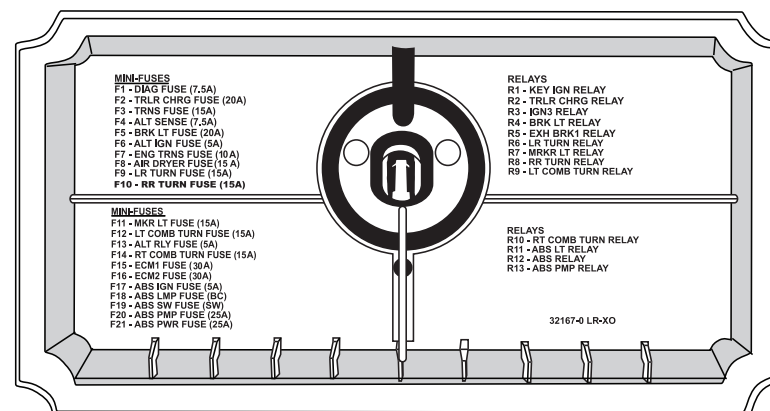 MINI-FUSES
F1 - DIAG FUSE (7.5A)
F2 - TRLR CHRG FUSE (20A)
F3 - TRNS FUSE (15A)
F4 - ALT SENSE (7.5A)
F5 - BRK LT FUSE (20A)
F6 - ALT IGN FUSE (5A)
F7 - ENG TRNS FUSE (10A)
F8 - AIR DRYER FUSE (15 A)
F9 - LR TURN FUSE (15A)
F10 - RR TURN FUSE (15A)
MINI-FUSES
F11 - MKR LT FUSE (15A)
F12 - LT COMB TURN FUSE (15A)
F13 - ALT RLY FUSE (5A)
F14 - RT COMB TURN FUSE (15A)
F15 - ECM1 FUSE (30A)
F16 - ECM2 FUSE (30A)
F17 - ABS IGN FUSE (5A)
F18 - ABS LMP FUSE (BC)
F19 - ABS SW FUSE (SW)
F20 - ABS PMP FUSE (25A)
F21 - ABS PWR FUSE (25A)
RELAYS
R1 - KEY IGN RELAY
R2 - TRLR CHRG RELAY
R3 - IGN3 RELAY
R4 - BRK LT RELAY
R5 - EXH BRK1 RELAY
R6 - LR TURN RELAY
R7 - MRKR LT RELAY
R8 - RR TURN RELAY
R9 - LT COMB TURN RELAY
RELAYS
R10 - RT COMB TURN RELAY
R11 - ABS LT RELAY
R12 - ABS RELAY
R13 - ABS PMP RELAY
32167-0 LR-XO